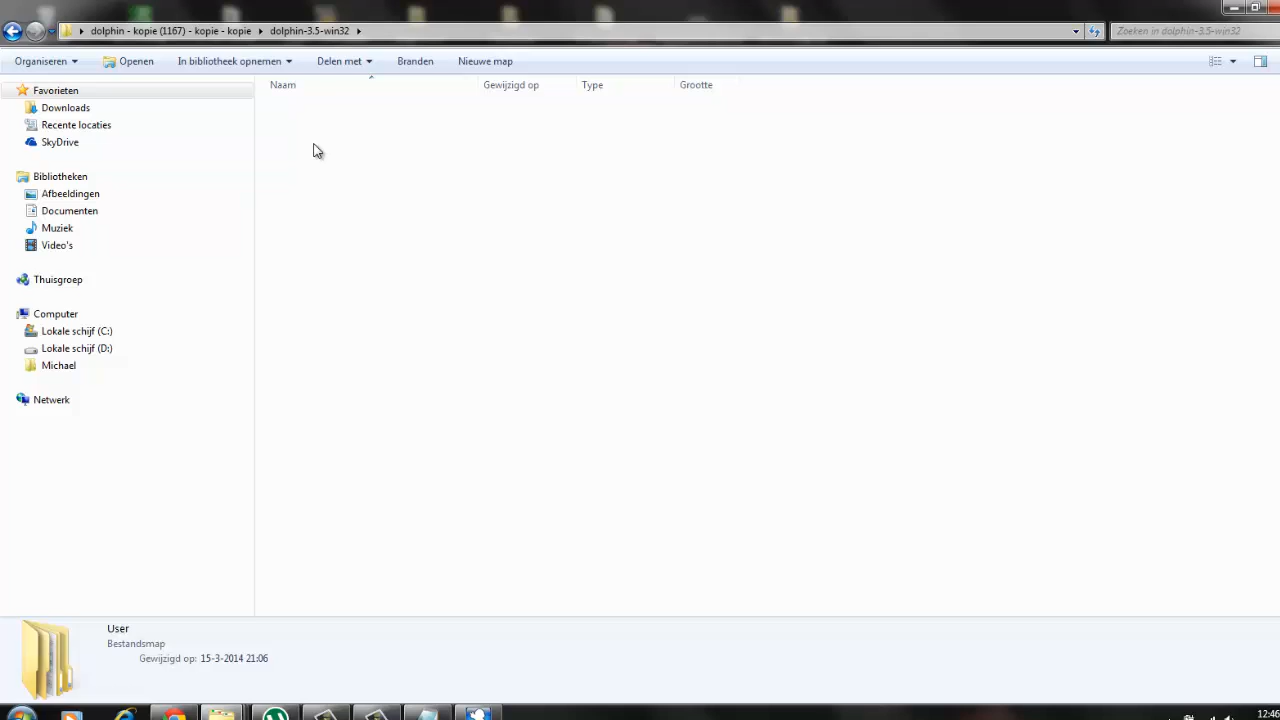 dolphin - kopie (1167) - kopie - kopie dolphin-3.5-win32 Zoeken in dolphin-3.5-win32
Organiseren Openen In bibliotheek opnemen Delen met Branden Nieuwe map
Naam Gewijzigd op Type Grootte
Favorieten
Downloads
Recente locaties
SkyDrive
Bibliotheken
Afbeeldingen
Documenten
Muziek
Video's
Thuisgroep
Computer
Lokale schijf (C:)
Lokale schijf (D:)
Michael
Netwerk
User
Bestandsmap
Gewijzigd op: 15-3-2014 21:06
12:46